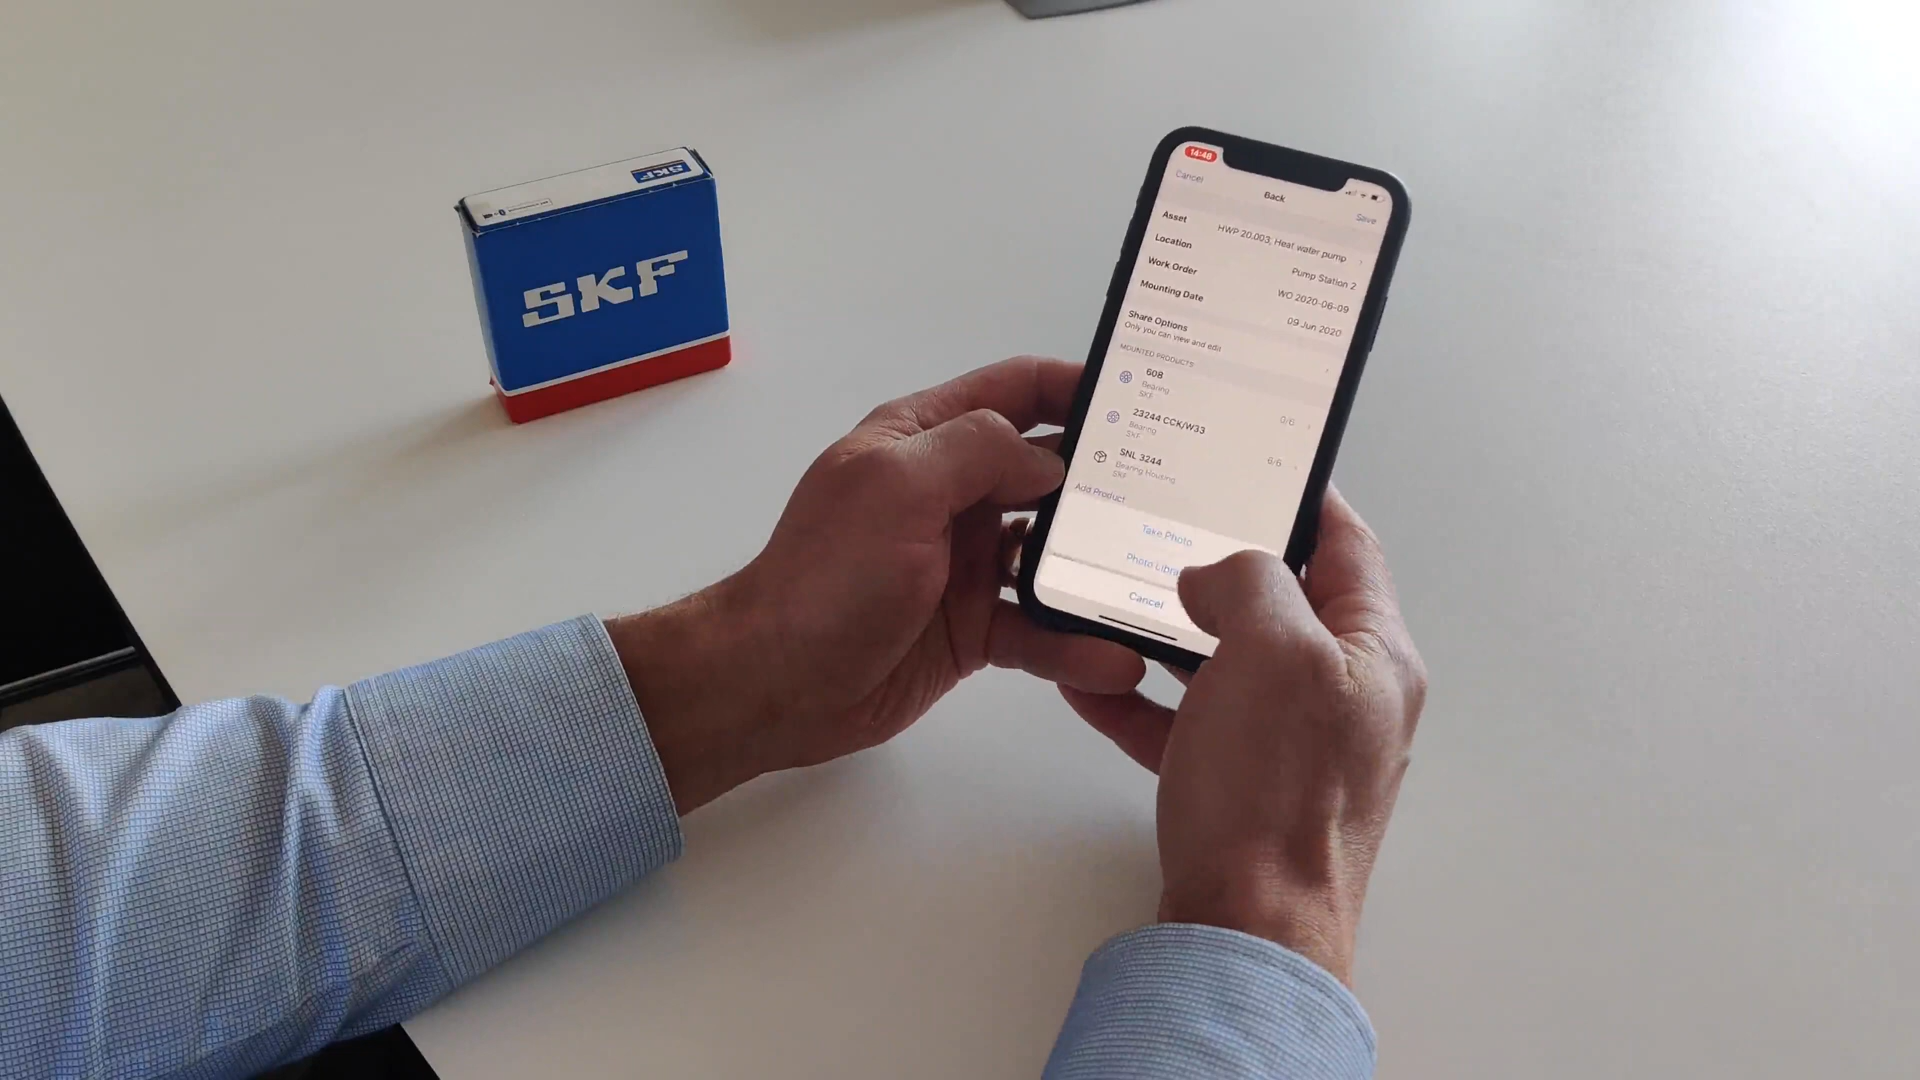 SKF
SKF
14:46
Cancel
Back
Save
Asset
HWP 20.003, Heat water pump
Location
Pump Station 2
Work Order
WO 2020-06-09
Mounting Date
09 Jun 2020
Share Options
Only you can view and edit
MOUNTED PRODUCTS
608
Bearing
SKF
0/6
23244 CCK/W33
Bearing
SKF
6/6
SNL 3244
Bearing Housing
SKF
Add Product
Take Photo
Photo Libra
Cancel